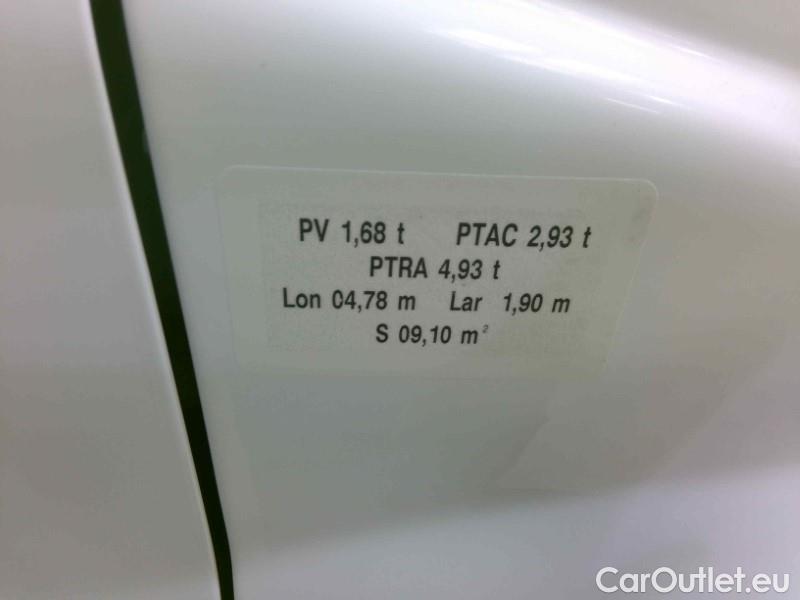 PV 1,68 t PTAC 2,93 t
PTRA 4,93 t
Lon 04,78 m Lar 1,90 m
S 09,10 m²
CarOutlet.eu